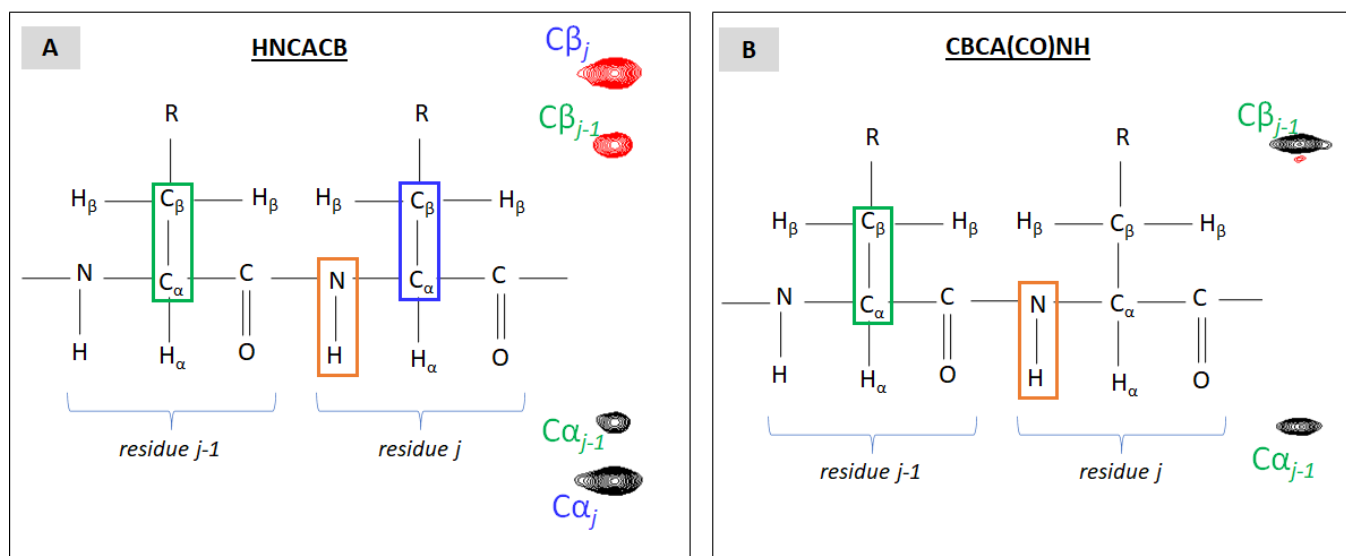 A
HNCACB
Cβj
Cβj-1
R R
Hβ Cβ Hβ Hβ Cβ Hβ
N Cα C N Cα C
H Hα O H Hα O
residue j-1 residue j
Cαj-1
Cαj
B
CBCA(CO)NH
Cβj-1
R R
Hβ Cβ Hβ Hβ Cβ Hβ
N Cα C N Cα C
H Hα O H Hα O
residue j-1 residue j
Cαj-1